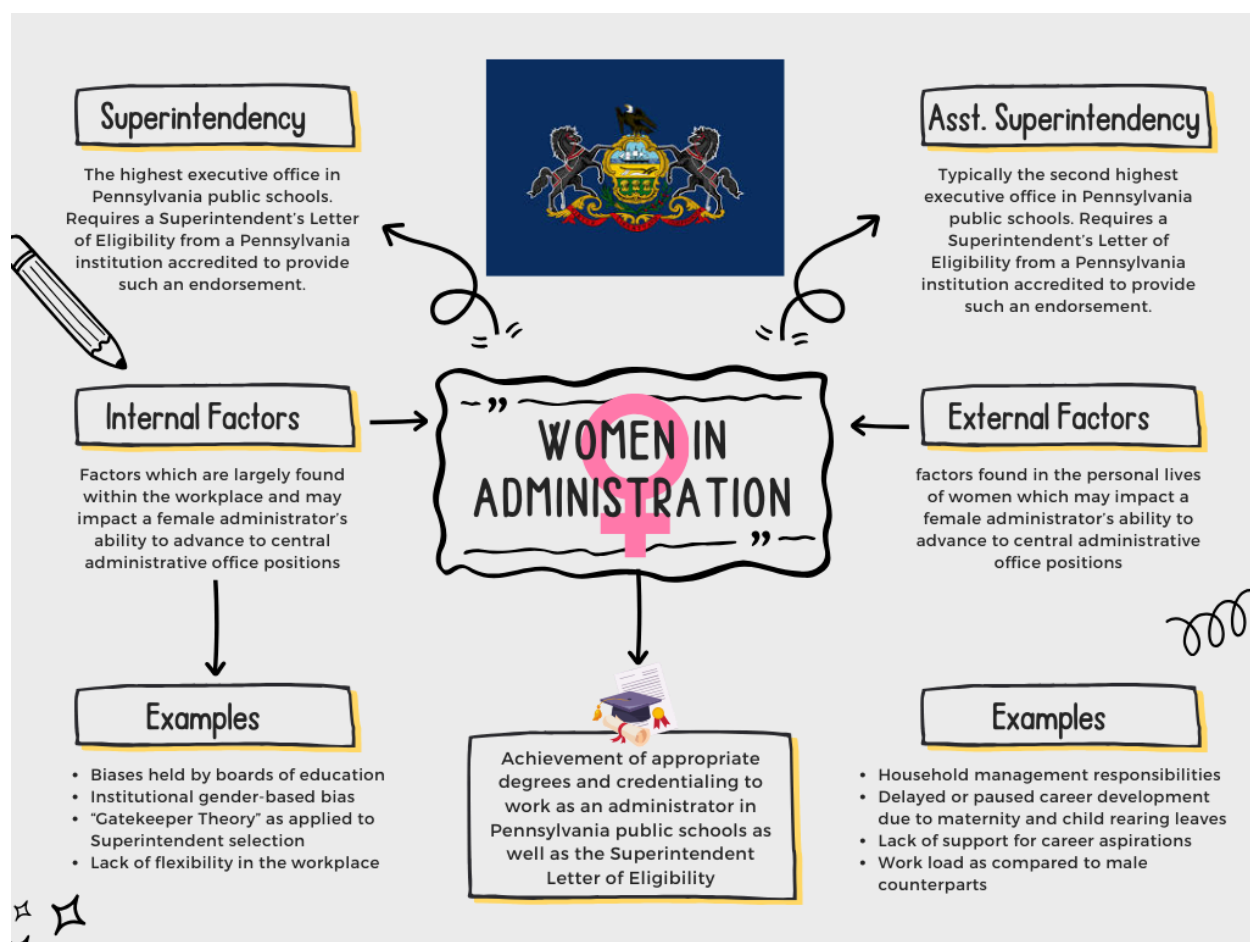 Superintendency
The highest executive office in
Pennsylvania public schools.
Requires a Superintendent's Letter
of Eligibility from a Pennsylvania
institution accredited to provide
such an endorsement.
Asst. Superintendency
Typically the second highest
executive office in Pennsylvania
public schools. Requires a
Superintendent's Letter of
Eligibility from a Pennsylvania
institution accredited to provide
such an endorsement.
Internal Factors
Factors which are largely found
within the workplace and may
impact a female administrator's
ability to advance to central
administrative office positions
"
WOMEN IN
ADMINISTRATION
"
External Factors
factors found in the personal lives
of women which may impact a
female administrator's ability to
advance to central administrative
office positions
Examples
• Biases held by boards of education
• Institutional gender-based bias
• "Gatekeeper Theory" as applied to
Superintendent selection
• Lack of flexibility in the workplace
Achievement of appropriate
degrees and credentialing to
work as an administrator in
Pennsylvania public schools as
well as the Superintendent
Letter of Eligibility
Examples
• Household management responsibilities
• Delayed or paused career development
due to maternity and child rearing leaves
• Lack of support for career aspirations
• Work load as compared to male
counterparts